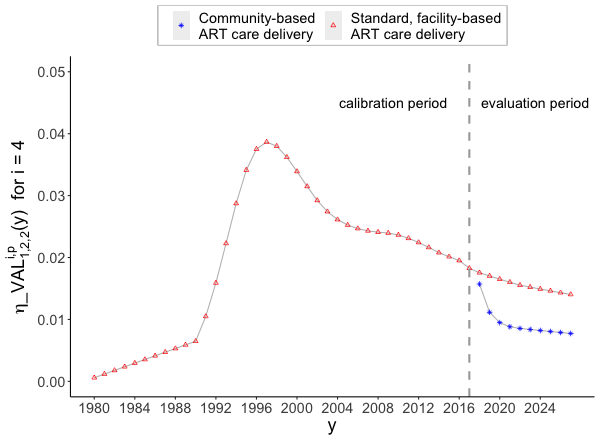 Community-based
ART care delivery
Standard, facility-based
ART care delivery
0.05
0.04
0.03
0.02
0.01
0.00
η_VAL^{i,p}_{1,2,2}(y) for i = 4
calibration period
evaluation period
1980 1984 1988 1992 1996 2000 2004 2008 2012 2016 2020 2024
y